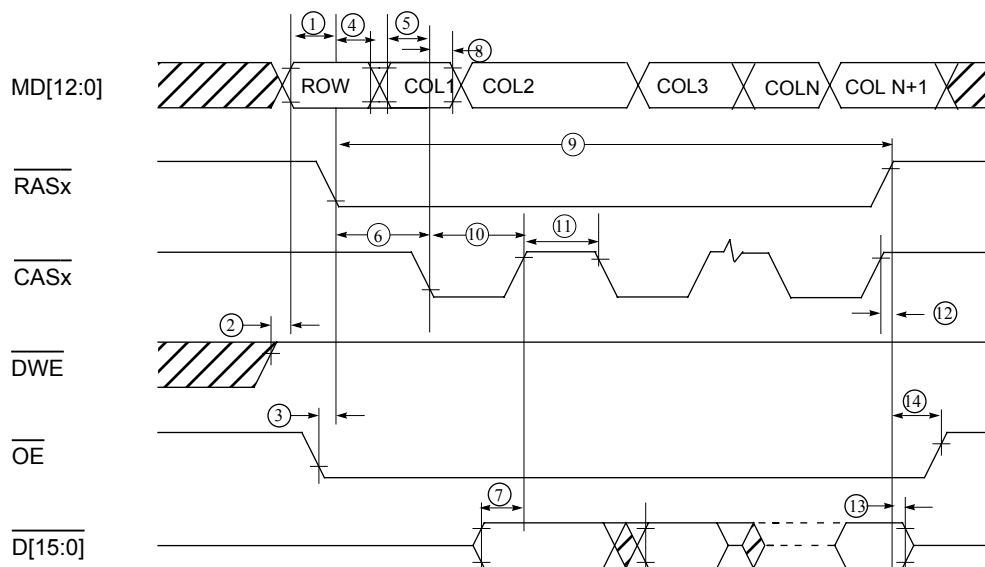 ① ④ ⑤ ⑧
MD[12:0] ROW COL1 COL2 COL3 COLN COL N+1
⑨
RASx
⑥ ⑩ ⑪
CASx
② ⑫
DWE
③ ⑭
OE
⑦ ⑬
D[15:0]